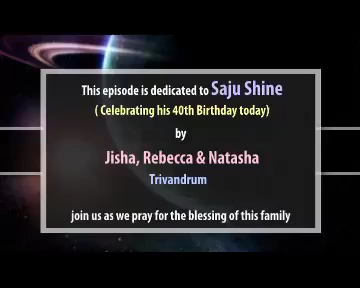 This episode is dedicated to Saju Shine
( Celebrating his 40th Birthday today)
by
Jisha, Rebecca & Natasha
Trivandrum
join us as we pray for the blessing of this family